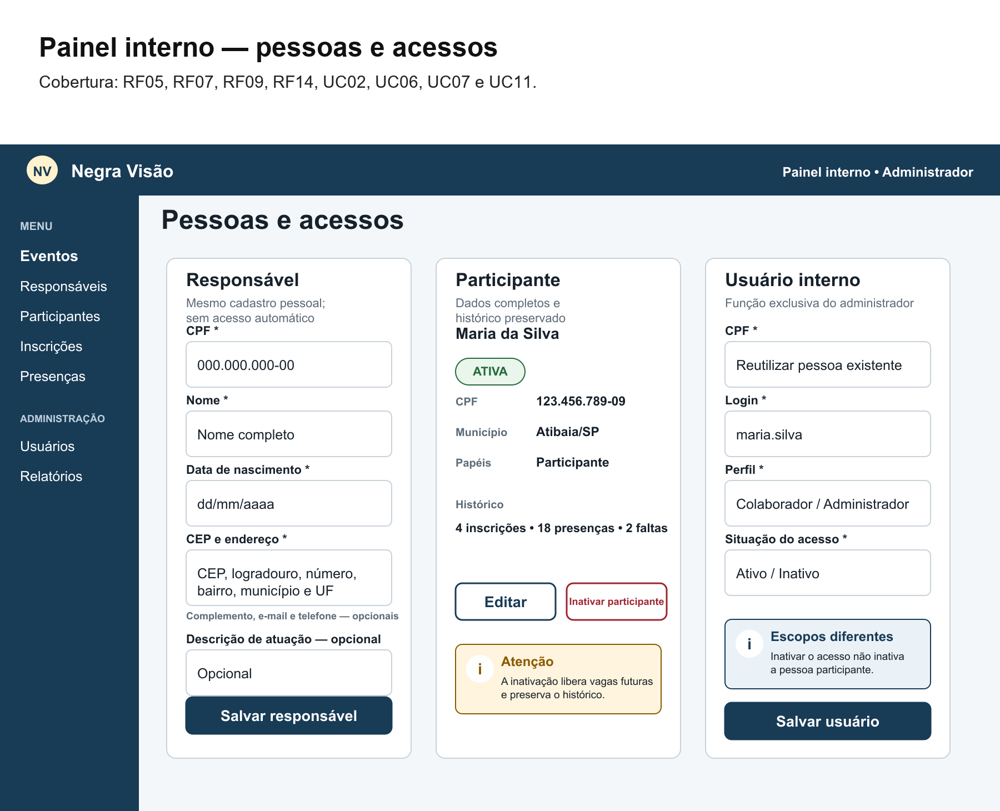 Painel interno — pessoas e acessos
Cobertura: RF05, RF07, RF09, RF14, UC02, UC06, UC07 e UC11.
NV
Negra Visão
Painel interno • Administrador
MENU
Eventos
Responsáveis
Participantes
Inscrições
Presenças
ADMINISTRAÇÃO
Usuários
Relatórios
Pessoas e acessos
Responsável
Mesmo cadastro pessoal;
sem acesso automático
CPF *
000.000.000-00
Nome *
Nome completo
Data de nascimento *
dd/mm/aaaa
CEP e endereço *
CEP, logradouro, número,
bairro, município e UF
Complemento, e-mail e telefone — opcionais
Descrição de atuação — opcional
Opcional
Salvar responsável
Participante
Dados completos e
histórico preservado
Maria da Silva
ATIVA
CPF 123.456.789-09
Município Atibaia/SP
Papéis Participante
Histórico
4 inscrições • 18 presenças • 2 faltas
Editar
Inativar participante
i
Atenção
A inativação libera vagas futuras
e preserva o histórico.
Usuário interno
Função exclusiva do administrador
CPF *
Reutilizar pessoa existente
Login *
maria.silva
Perfil *
Colaborador / Administrador
Situação do acesso *
Ativo / Inativo
i
Escopos diferentes
Inativar o acesso não inativa
a pessoa participante.
Salvar usuário